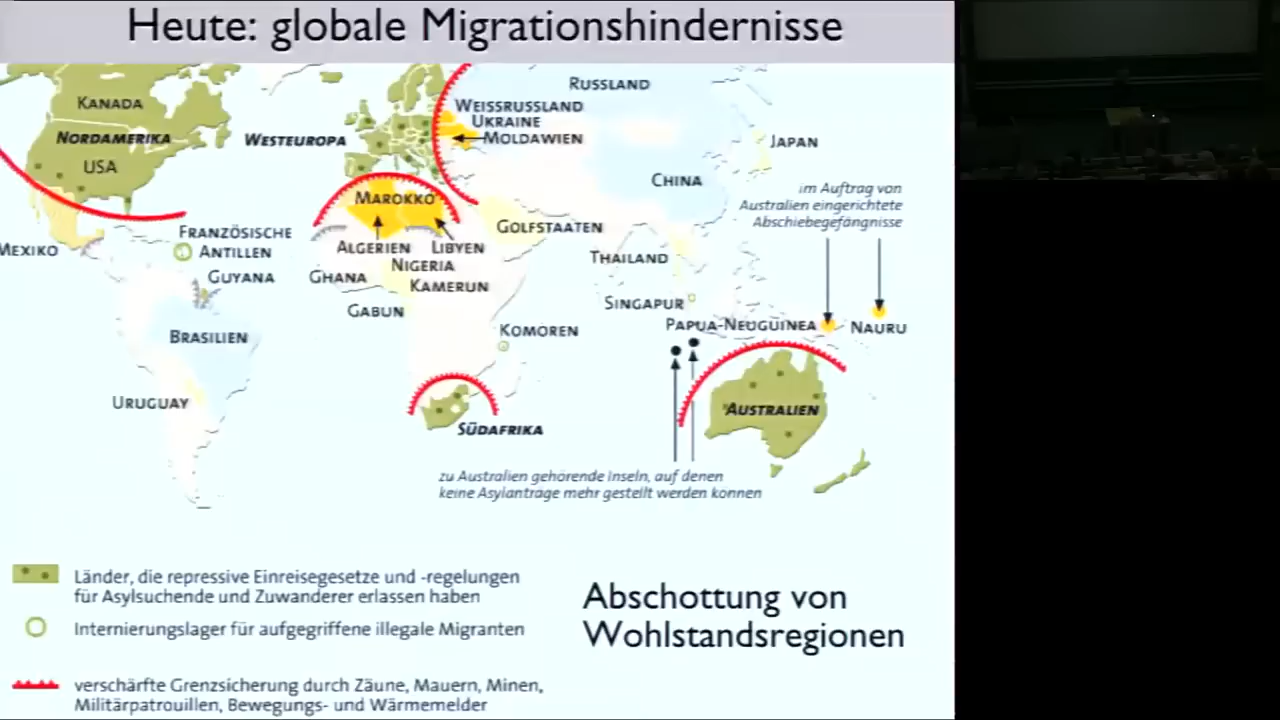 Heute: globale Migrationshindernisse
KANADA
NORDAMERIKA
USA
MEXIKO
WESTEUROPA
RUSSLAND
WEISSRUSSLAND
UKRAINE
MOLDAWIEN
JAPAN
CHINA
im Auftrag von
Australien eingerichtete
Abschiebegefängnisse
MAROKKO
FRANZÖSISCHE
ANTILLEN
GUYANA
ALGERIEN
LIBYEN
GOLFSTAATEN
NIGERIA
GHANA
KAMERUN
THAILAND
GABUN
SINGAPUR
KOMOREN
PAPUA-NEUGUINEA
NAURU
BRASILIEN
URUGUAY
SÜDAFRIKA
AUSTRALIEN
zu Australien gehörende Inseln, auf denen
keine Asylantrage mehr gestellt werden konnen
Länder, die repressive Einreisegesetze und -regelungen
für Asylsuchende und Zuwanderer erlassen haben
Internierungslager für aufgegriffene illegale Migranten
verschärfte Grenzsicherung durch Zäune, Mauern, Minen,
Militärpatrouillen, Bewegungs- und Wärmemelder
Abschottung von
Wohlstandsregionen